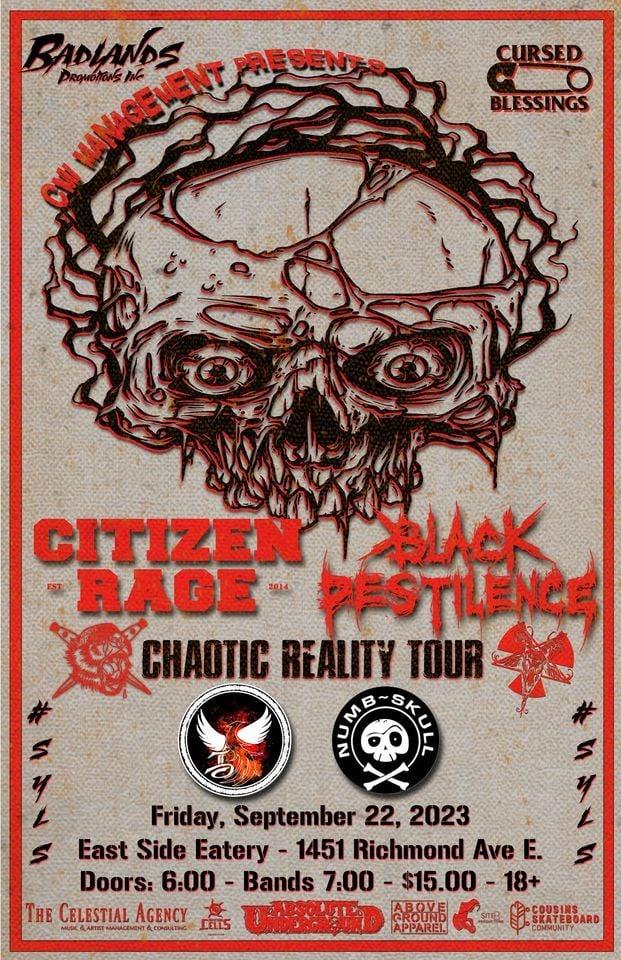 BADLANDS
PROMOTIONS INC
CW MANAGEMENT PRESENTS
CURSED
BLESSINGS
CITIZEN
RAGE
EST 2014
BLACK
PESTILENCE
CHAOTIC REALITY TOUR
NUMB~SKULL
#SYLS
#SYLS
Friday, September 22, 2023
East Side Eatery - 1451 Richmond Ave E.
Doors: 6:00 - Bands 7:00 - $15.00 - 18+
THE CELESTIAL AGENCY
MUSIC & ARTIST MANAGEMENT & CONSULTING
ABSOLUTE
UNDERGROUND
ABOVE
GROUND
APPAREL
COUSINS
SKATEBOARD
COMMUNITY